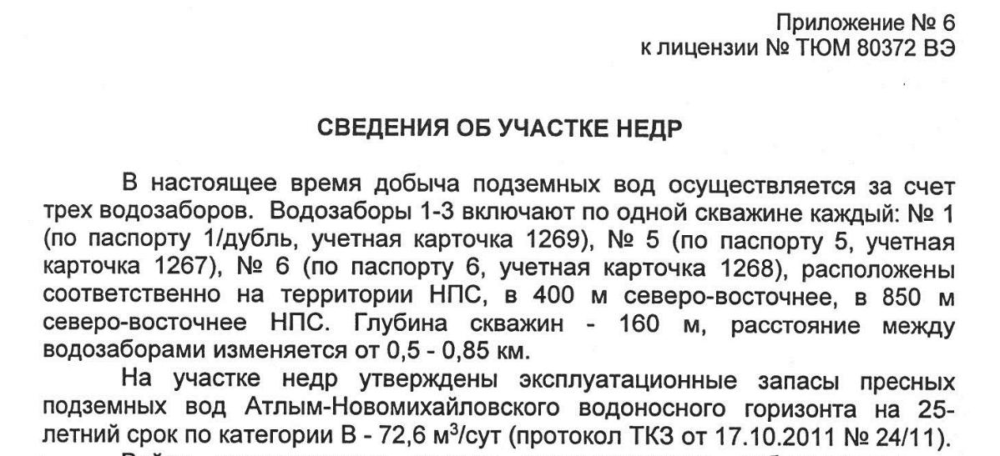 Приложение № 6
к лицензии № ТЮМ 80372 ВЭ
СВЕДЕНИЯ ОБ УЧАСТКЕ НЕДР
В настоящее время добыча подземных вод осуществляется за счет
трех водозаборов. Водозаборы 1-3 включают по одной скважине каждый: № 1
(по паспорту 1/дубль, учетная карточка 1269), № 5 (по паспорту 5, учетная
карточка 1267), № 6 (по паспорту 6, учетная карточка 1268), расположены
соответственно на территории НПС, в 400 м северо-восточнее, в 850 м
северо-восточнее НПС. Глубина скважин - 160 м, расстояние между
водозаборами изменяется от 0,5 - 0,85 км.
На участке недр утверждены эксплуатационные запасы пресных
подземных вод Атлым-Новомихайловского водоносного горизонта на 25-
летний срок по категории В - 72,6 м³/сут (протокол ТКЗ от 17.10.2011 № 24/11).